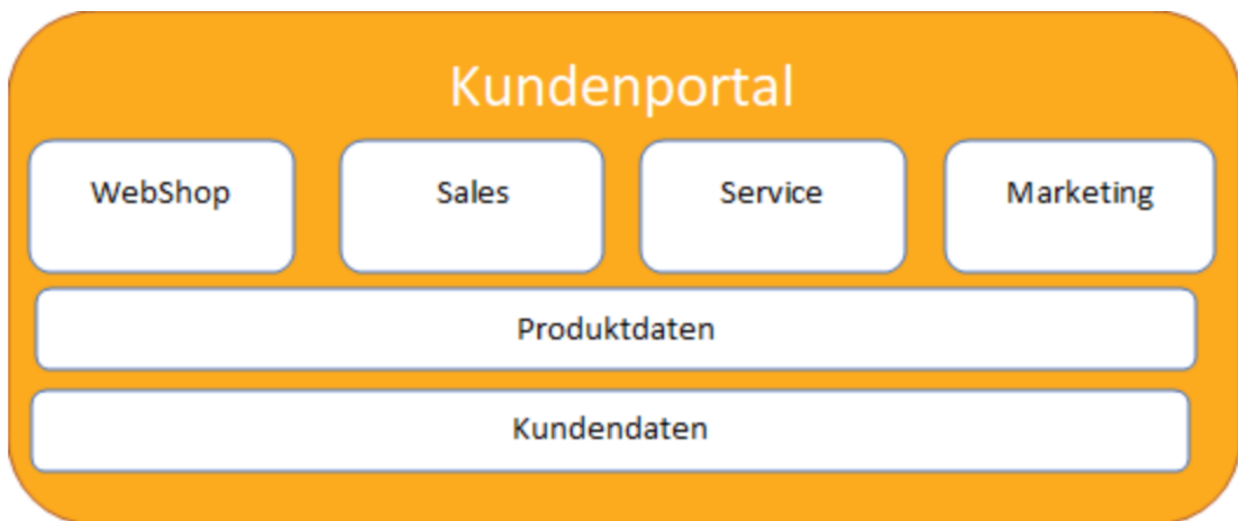 Kundenportal
WebShop
Sales
Service
Marketing
Produktdaten
Kundendaten